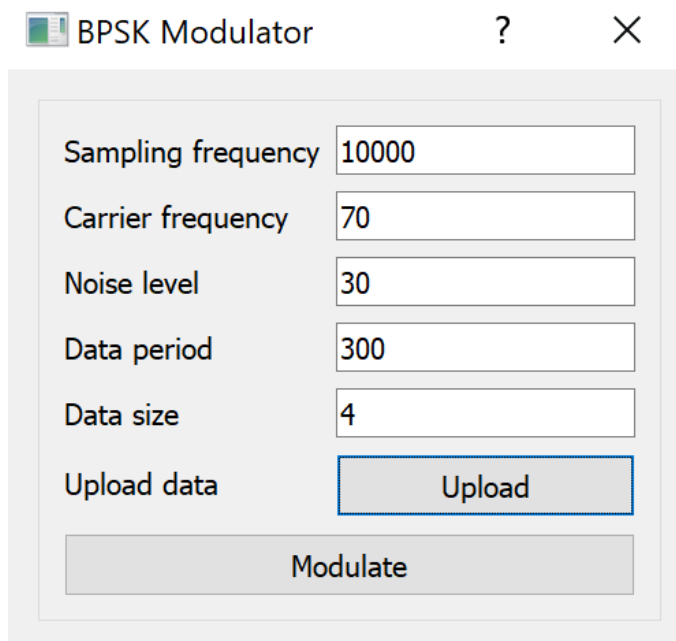 BPSK Modulator ?
Sampling frequency 10000
Carrier frequency 70
Noise level 30
Data period 300
Data size 4
Upload data Upload
Modulate